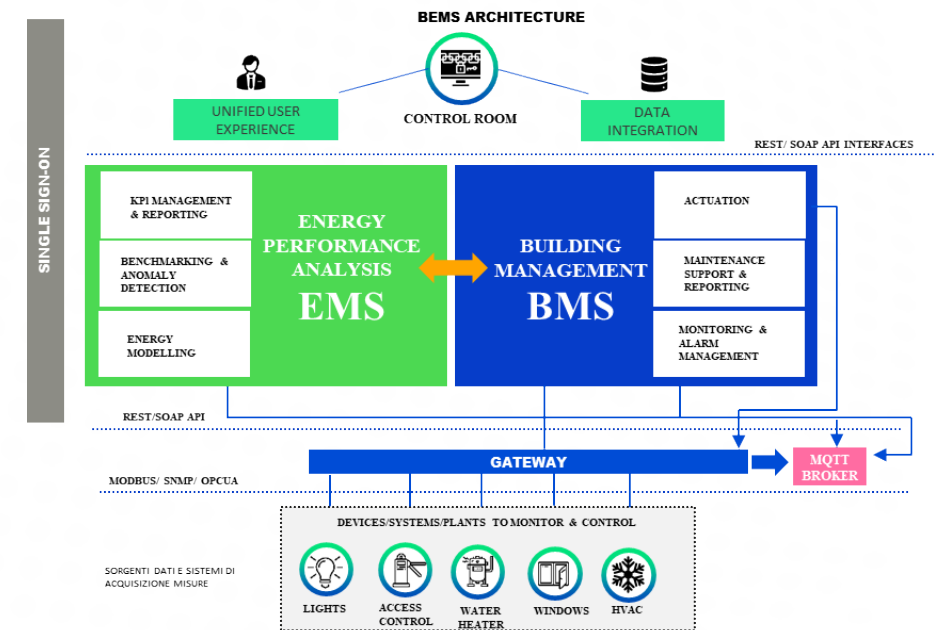 BEMS ARCHITECTURE
UNIFIED USER
EXPERIENCE
CONTROL ROOM
DATA
INTEGRATION
REST/ SOAP API INTERFACES
SINGLE SIGN-ON
KPI MANAGEMENT
& REPORTING
BENCHMARKING &
ANOMALY
DETECTION
ENERGY
MODELLING
ENERGY
PERFORMANCE
ANALYSIS
EMS
BUILDING
MANAGEMENT
BMS
ACTUATION
MAINTENANCE
SUPPORT &
REPORTING
MONITORING &
ALARM
MANAGEMENT
REST/SOAP API
GATEWAY
MQTT
BROKER
MODBUS/ SNMP/ OPCUA
DEVICES/SYSTEMS/PLANTS TO MONITOR & CONTROL
SORGENTI DATI E SISTEMI DI
ACQUISIZIONE MISURE
LIGHTS
ACCESS
CONTROL
WATER
HEATER
WINDOWS
HVAC